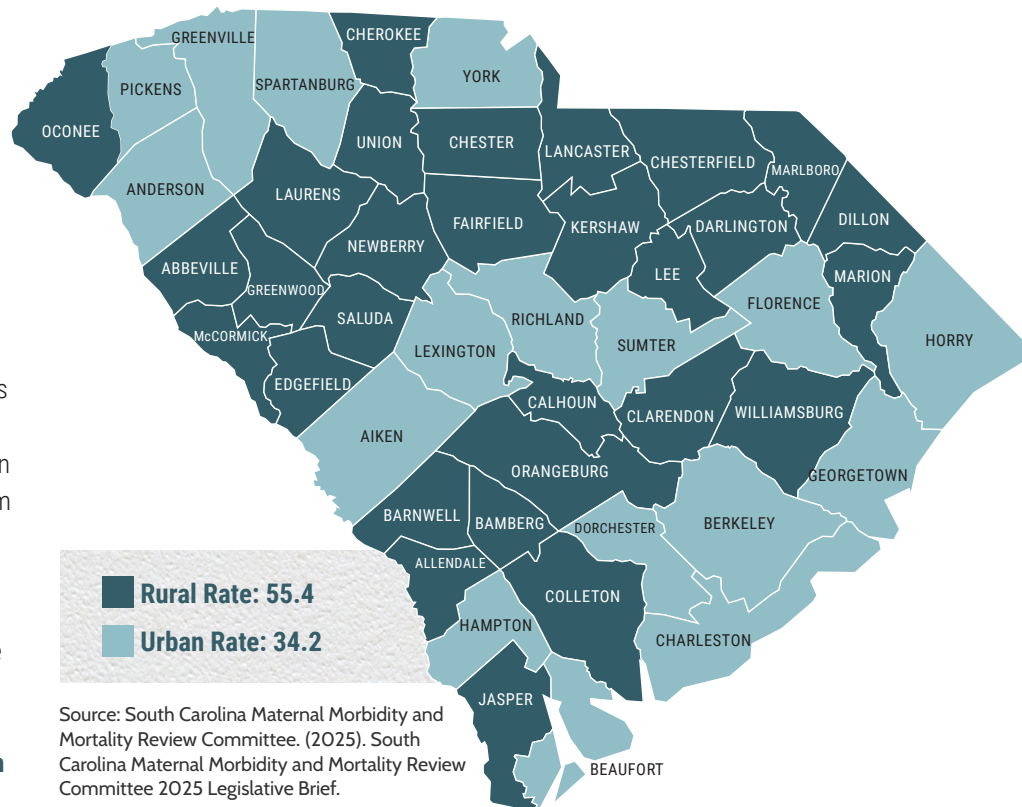 GREENVILLE
CHEROKEE
PICKENS
SPARTANBURG
YORK
OCONEE
UNION
CHESTER
LANCASTER
CHESTERFIELD
MARLBORO
ANDERSON
LAURENS
FAIRFIELD
KERSHAW
DARLINGTON
DILLON
NEWBERRY
ABBEVILLE
GREENWOOD
LEE
MARION
SALUDA
RICHLAND
FLORENCE
McCORMICK
LEXINGTON
SUMTER
HORRY
EDGEFIELD
CALHOUN
CLARENDON
WILLIAMSBURG
AIKEN
ORANGEBURG
GEORGETOWN
BARNWELL
BAMBERG
DORCHESTER
BERKELEY
ALLENDALE
COLLETON
HAMPTON
CHARLESTON
JASPER
BEAUFORT
Rural Rate: 55.4
Urban Rate: 34.2
Source: South Carolina Maternal Morbidity and
Mortality Review Committee. (2025). South
Carolina Maternal Morbidity and Mortality Review
Committee 2025 Legislative Brief.